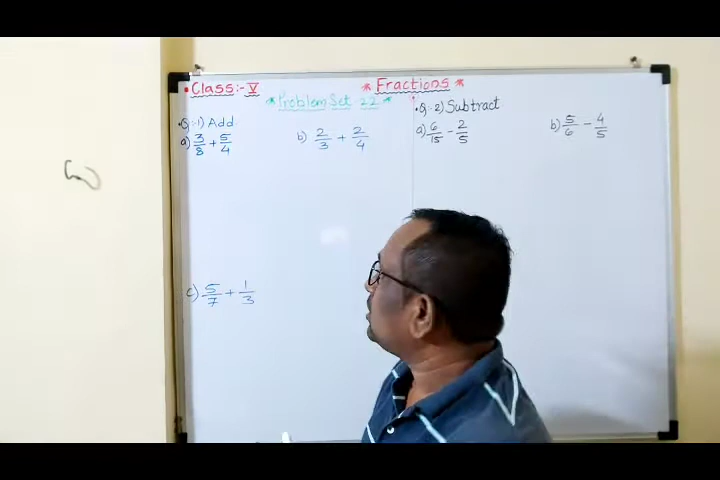 •Class:- V
* Fractions *
* Problem Set 22 *
•Q:-1) Add
a) 3/8 + 5/4
b) 2/3 + 2/4
c) 5/7 + 1/3
•Q:-2) Subtract
a) 6/15 - 2/5
b) 5/6 - 4/5